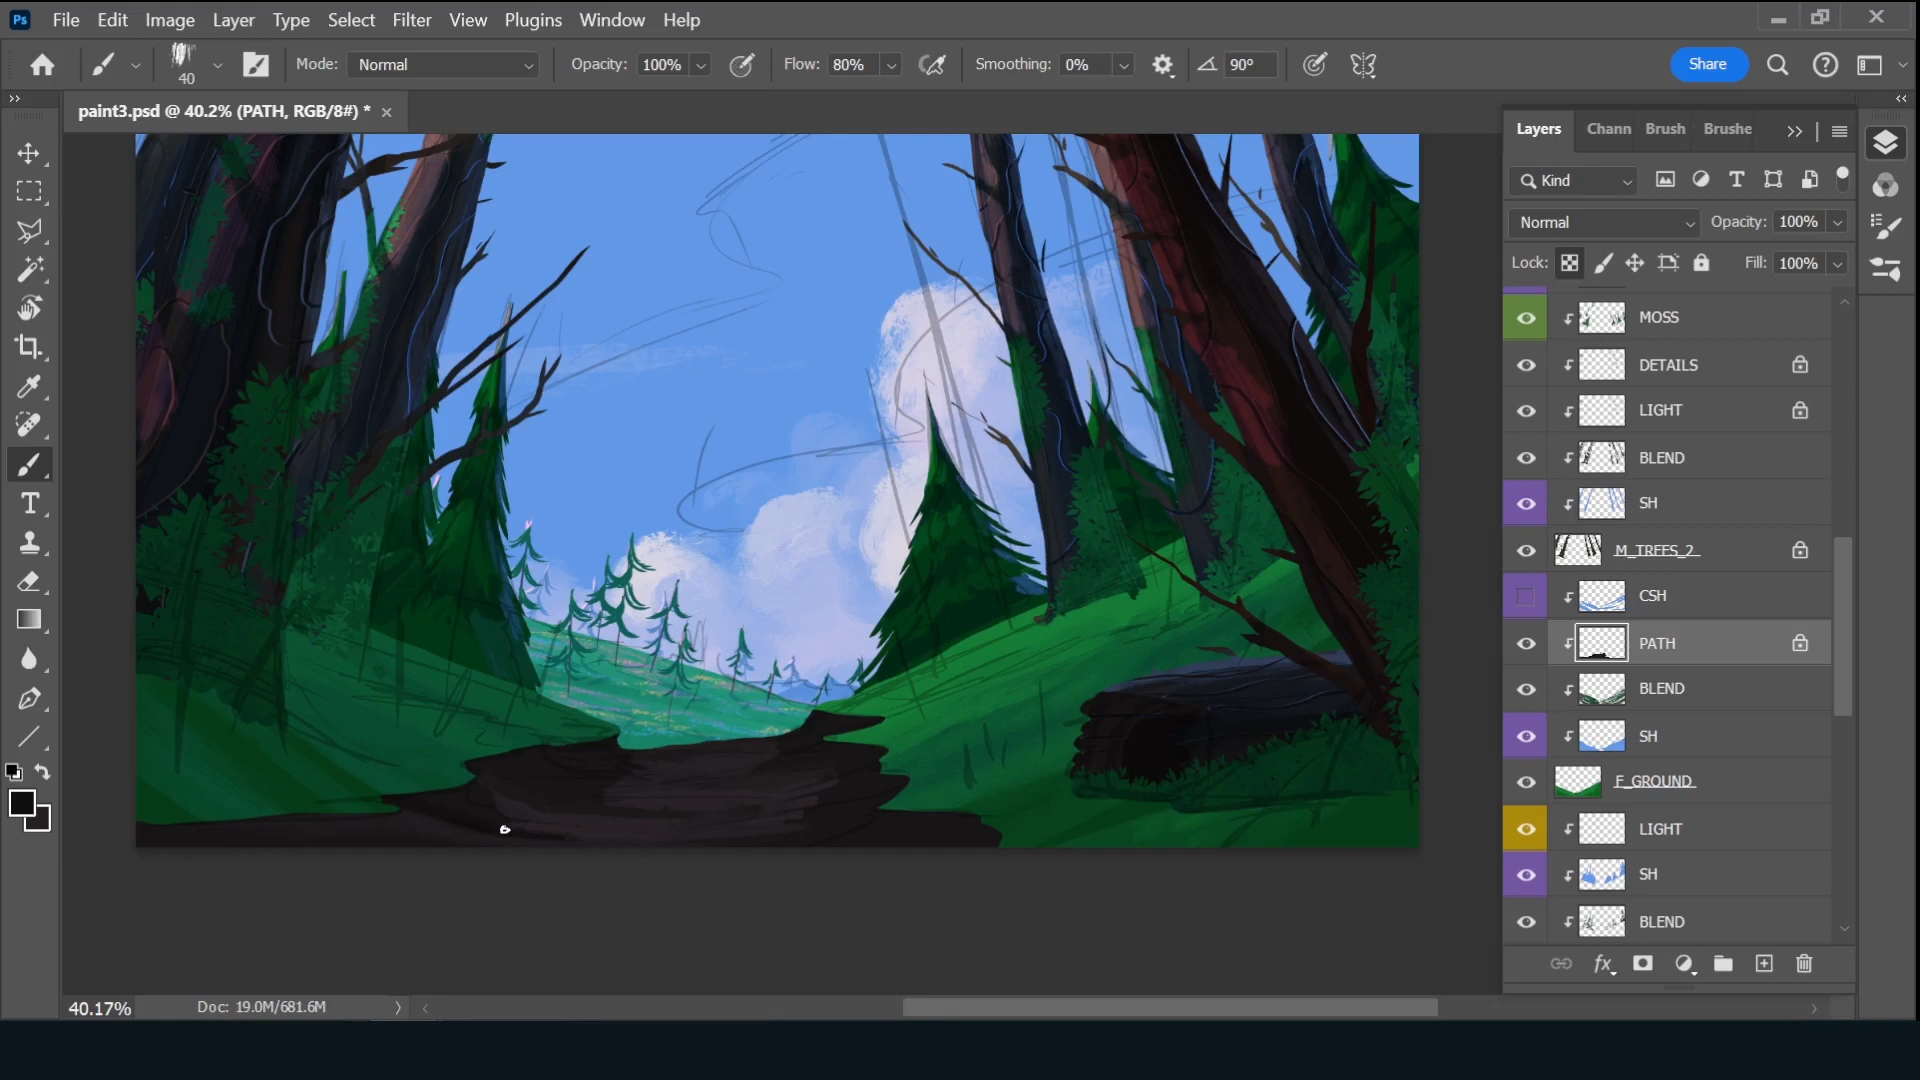 Ps File Edit Image Layer Type Select Filter View Plugins Window Help
40 Mode: Normal Opacity: 100% Flow: 80% Smoothing: 0% 90° Share
paint3.psd @ 40.2% (PATH, RGB/8#) *
Layers Chann Brush Brushe
Kind
Normal Opacity: 100%
Lock: Fill: 100%
MOSS
DETAILS
LIGHT
BLEND
SH
M_TREES_2
CSH
PATH
BLEND
SH
F_GROUND
LIGHT
SH
BLEND
fx
40.17% Doc: 19.0M/681.6M